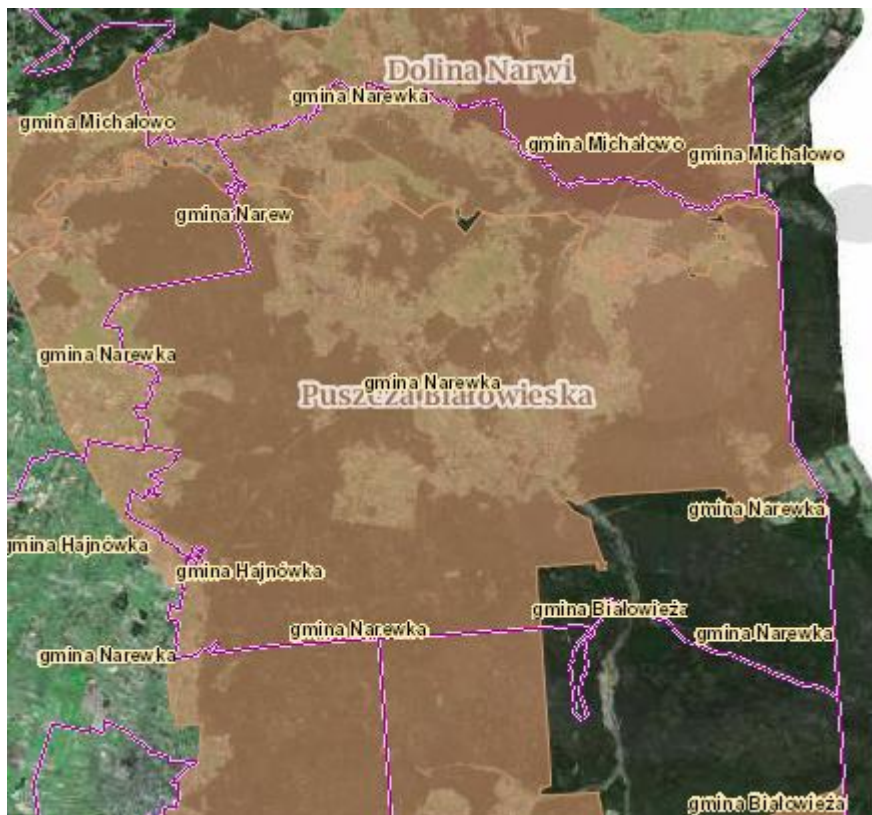 Dolina Narwi
gmina Narewka
gmina Michałowo
gmina Michałowo
gmina Michałowo
gmina Narew
gmina Narewka
gmina Narewka
Puszcza Białowieska
gmina Narewka
gmina Hajnówka
gmina Hajnówka
gmina Białowieża
gmina Narewka
gmina Narewka
gmina Narewka
gmina Białowieża